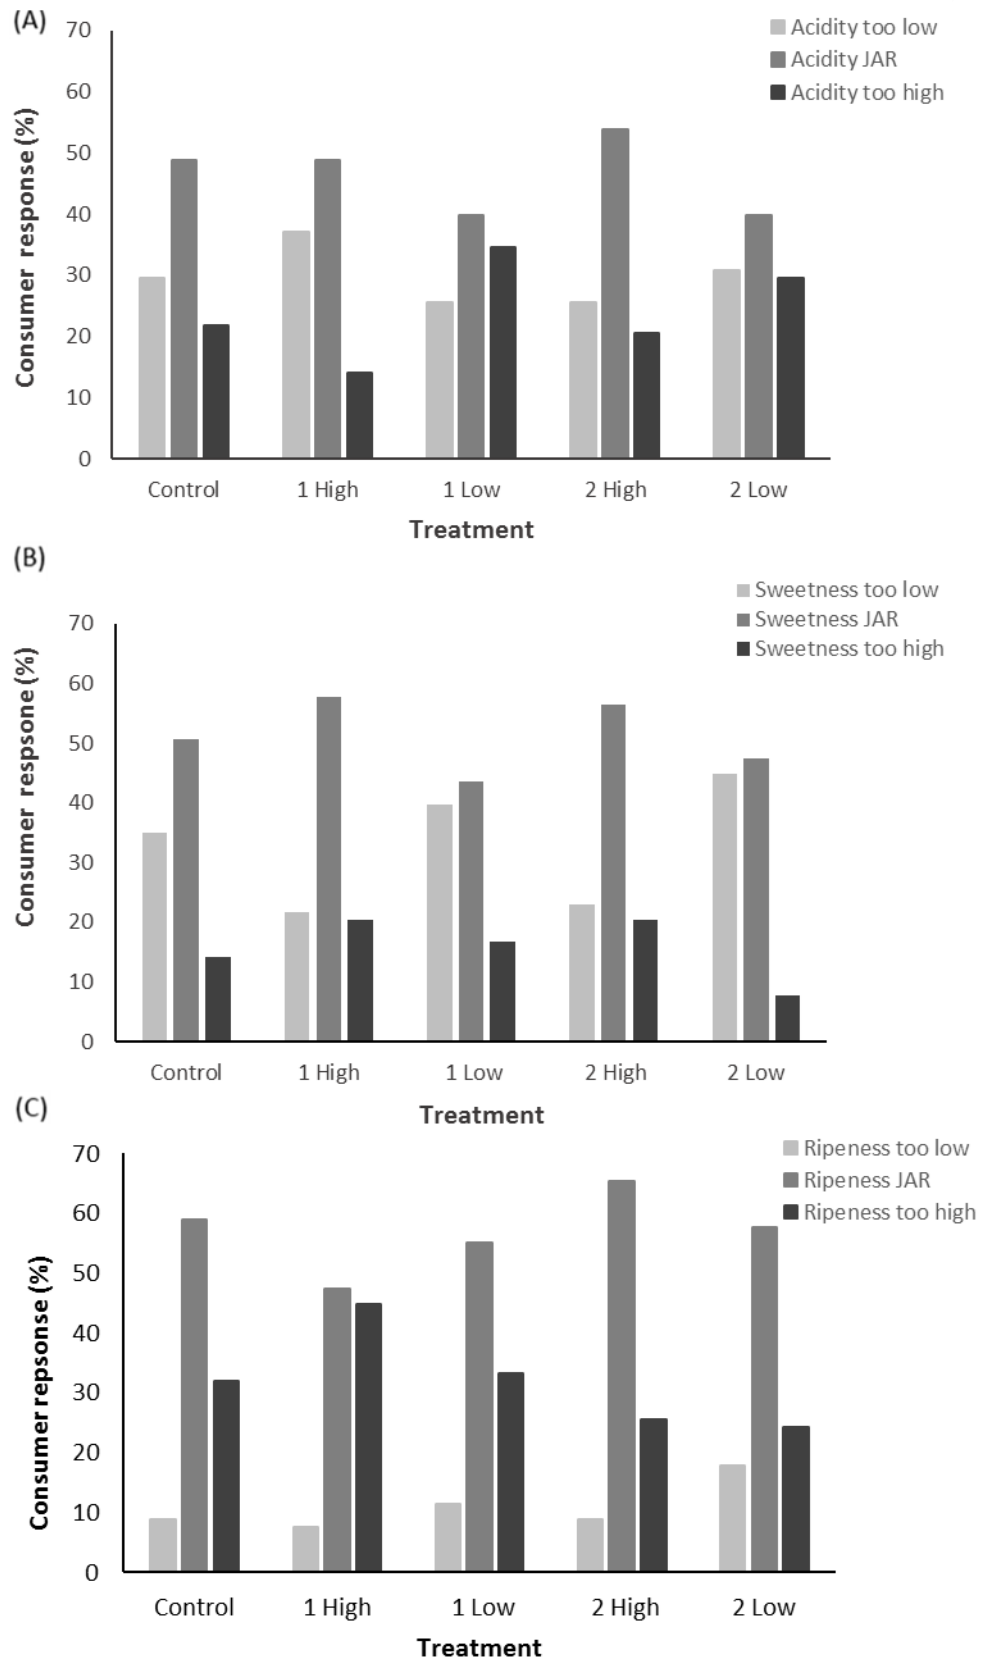 (A)
70
60
50
40
30
20
10
0
Consumer response (%)
Acidity too low
Acidity JAR
Acidity too high
Control 1 High 1 Low 2 High 2 Low
Treatment
(B)
70
60
50
40
30
20
10
0
Consumer respsone (%)
Sweetness too low
Sweetness JAR
Sweetness too high
Control 1 High 1 Low 2 High 2 Low
Treatment
(C)
70
60
50
40
30
20
10
0
Consumer repsonse (%)
Ripeness too low
Ripeness JAR
Ripeness too high
Control 1 High 1 Low 2 High 2 Low
Treatment